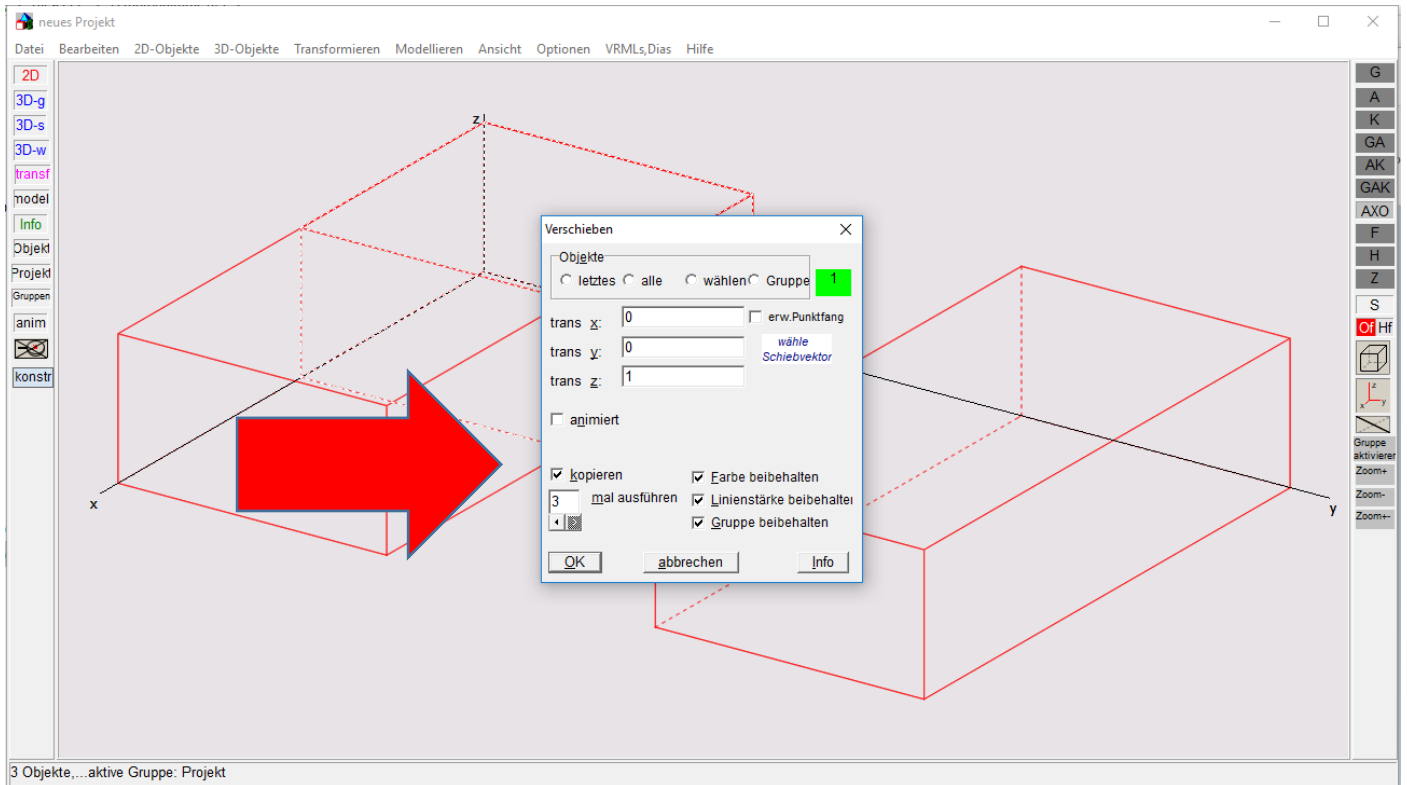 neues Projekt
Datei Bearbeiten 2D-Objekte 3D-Objekte Transformieren Modellieren Ansicht Optionen VRMLs,Dias Hilfe
2D
3D-g
3D-s
3D-w
transf
model
Info
Objekt
Projekt
Gruppen
anim
konstr
z
x
y
Verschieben
Objekte
letztes alle wählen Gruppe 1
trans x: 0 erw.Punktfang
trans y: 0 wähle
Schiebvektor
trans z: 1
animiert
kopieren Farbe beibehalten
3 mal ausführen Linienstärke beibehalten
Gruppe beibehalten
OK abbrechen Info
G
A
K
GA
AK
GAK
AXO
F
H
Z
S
Of Hf
z
x y
Gruppe
aktivieren
Zoom+
Zoom-
Zoom+-
3 Objekte,...aktive Gruppe: Projekt